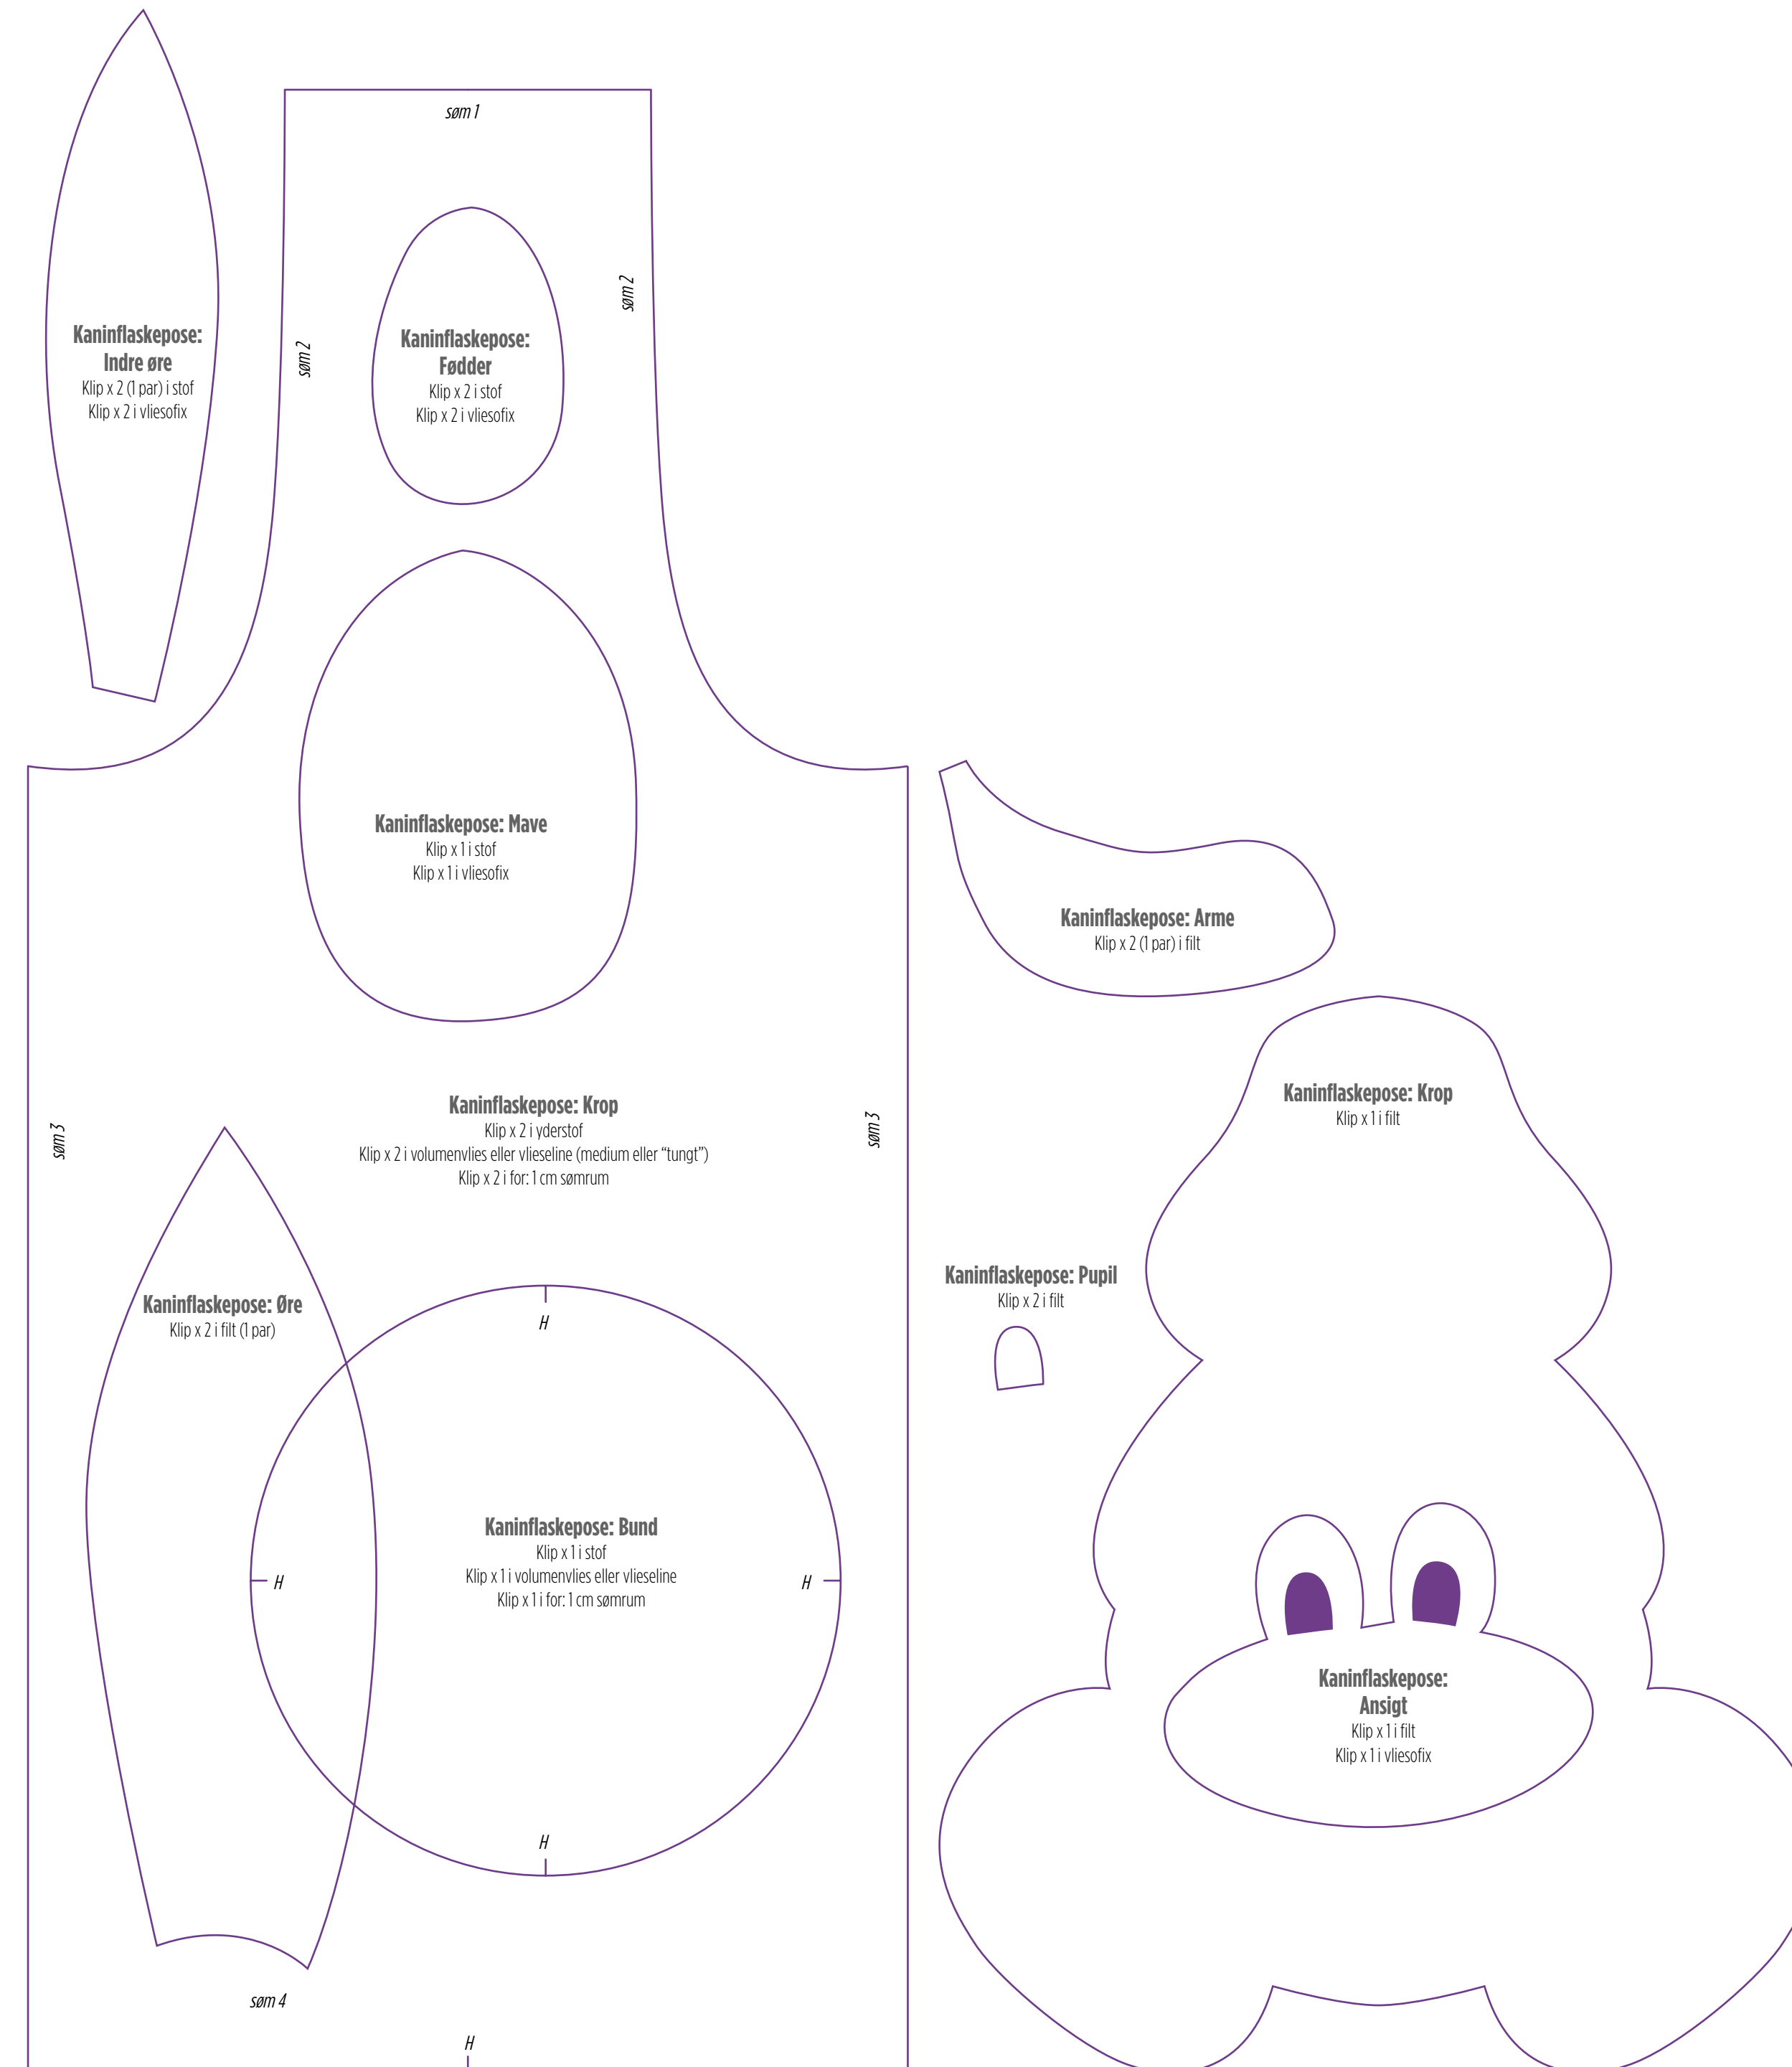 søm 1
søm 2
søm 2
Kaninflaskepose:
Indre øre
Klip x 2 (1 par) i stof
Klip x 2 i vliesofix
Kaninflaskepose:
Fødder
Klip x 2 i stof
Klip x 2 i vliesofix
Kaninflaskepose: Mave
Klip x 1 i stof
Klip x 1 i vliesofix
Kaninflaskepose: Arme
Klip x 2 (1 par) i filt
Kaninflaskepose: Krop
Klip x 2 i yderstof
Klip x 2 i volumenvlies eller vlieseline (medium eller “tungt”)
Klip x 2 i for: 1 cm sømrum
søm 3
søm 3
Kaninflaskepose: Krop
Klip x 1 i filt
Kaninflaskepose: Pupil
Klip x 2 i filt
Kaninflaskepose: Øre
Klip x 2 i filt (1 par)
H
Kaninflaskepose: Bund
Klip x 1 i stof
Klip x 1 i volumenvlies eller vlieseline
Klip x 1 i for: 1 cm sømrum
H
H
H
Kaninflaskepose:
Ansigt
Klip x 1 i filt
Klip x 1 i vliesofix
søm 4
H